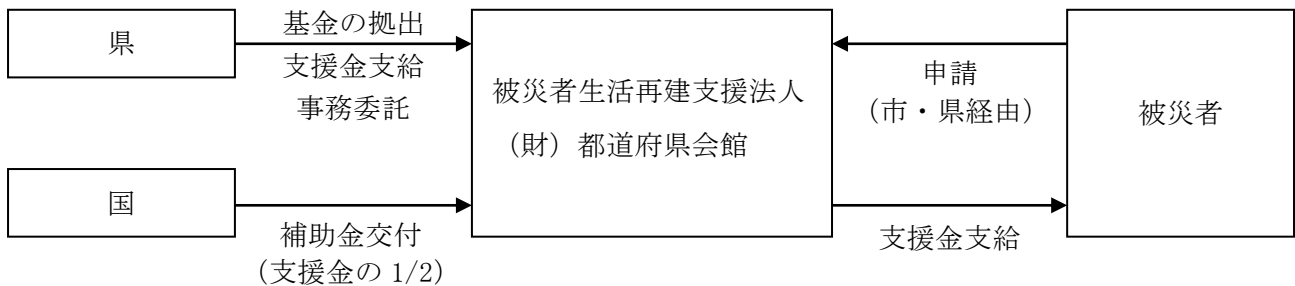 県
基金の拠出
支援金支給
事務委託
国
補助金交付
（支援金の 1/2）
被災者生活再建支援法人
（財）都道府県会館
申請
（市・県経由）
支援金支給
被災者